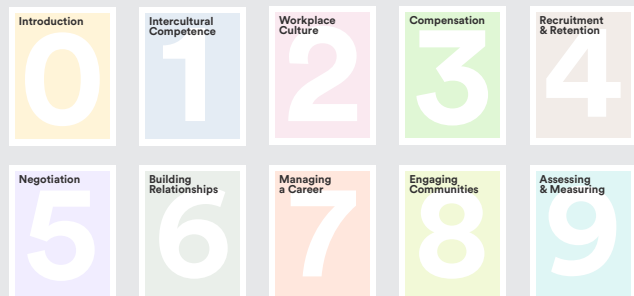 Introduction
0
Intercultural
Competence
1
Workplace
Culture
2
Compensation
3
Recruitment
& Retention
4
Negotiation
5
Building
Relationships
6
Managing
a Career
7
Engaging
Communities
8
Assessing
& Measuring
9